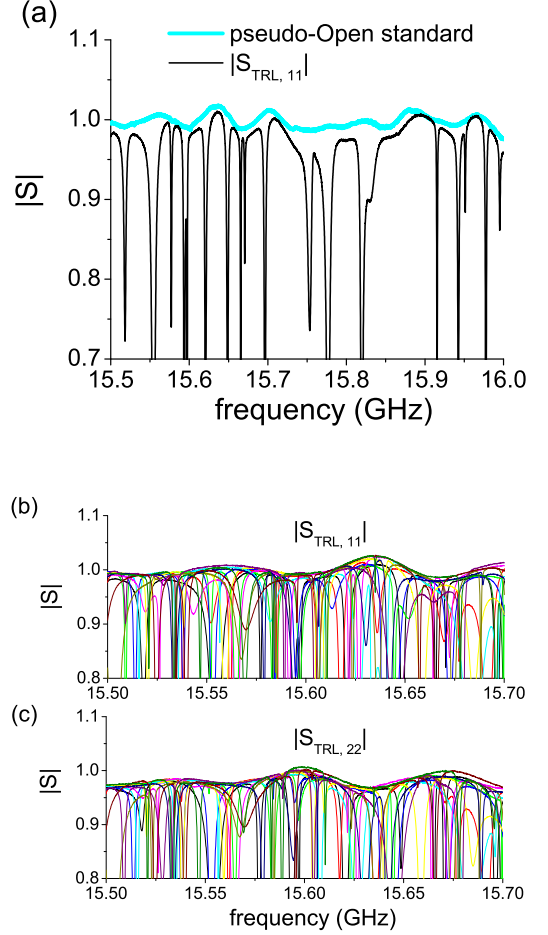 (a)
pseudo-Open standard
|S_TRL, 11|
1.1
1.0
0.9
0.8
0.7
|S|
15.5 15.6 15.7 15.8 15.9 16.0
frequency (GHz)
(b)
|S_TRL, 11|
1.1
1.0
0.9
0.8
|S|
15.50 15.55 15.60 15.65 15.70
(c)
|S_TRL, 22|
1.1
1.0
0.9
0.8
|S|
15.50 15.55 15.60 15.65 15.70
frequency (GHz)